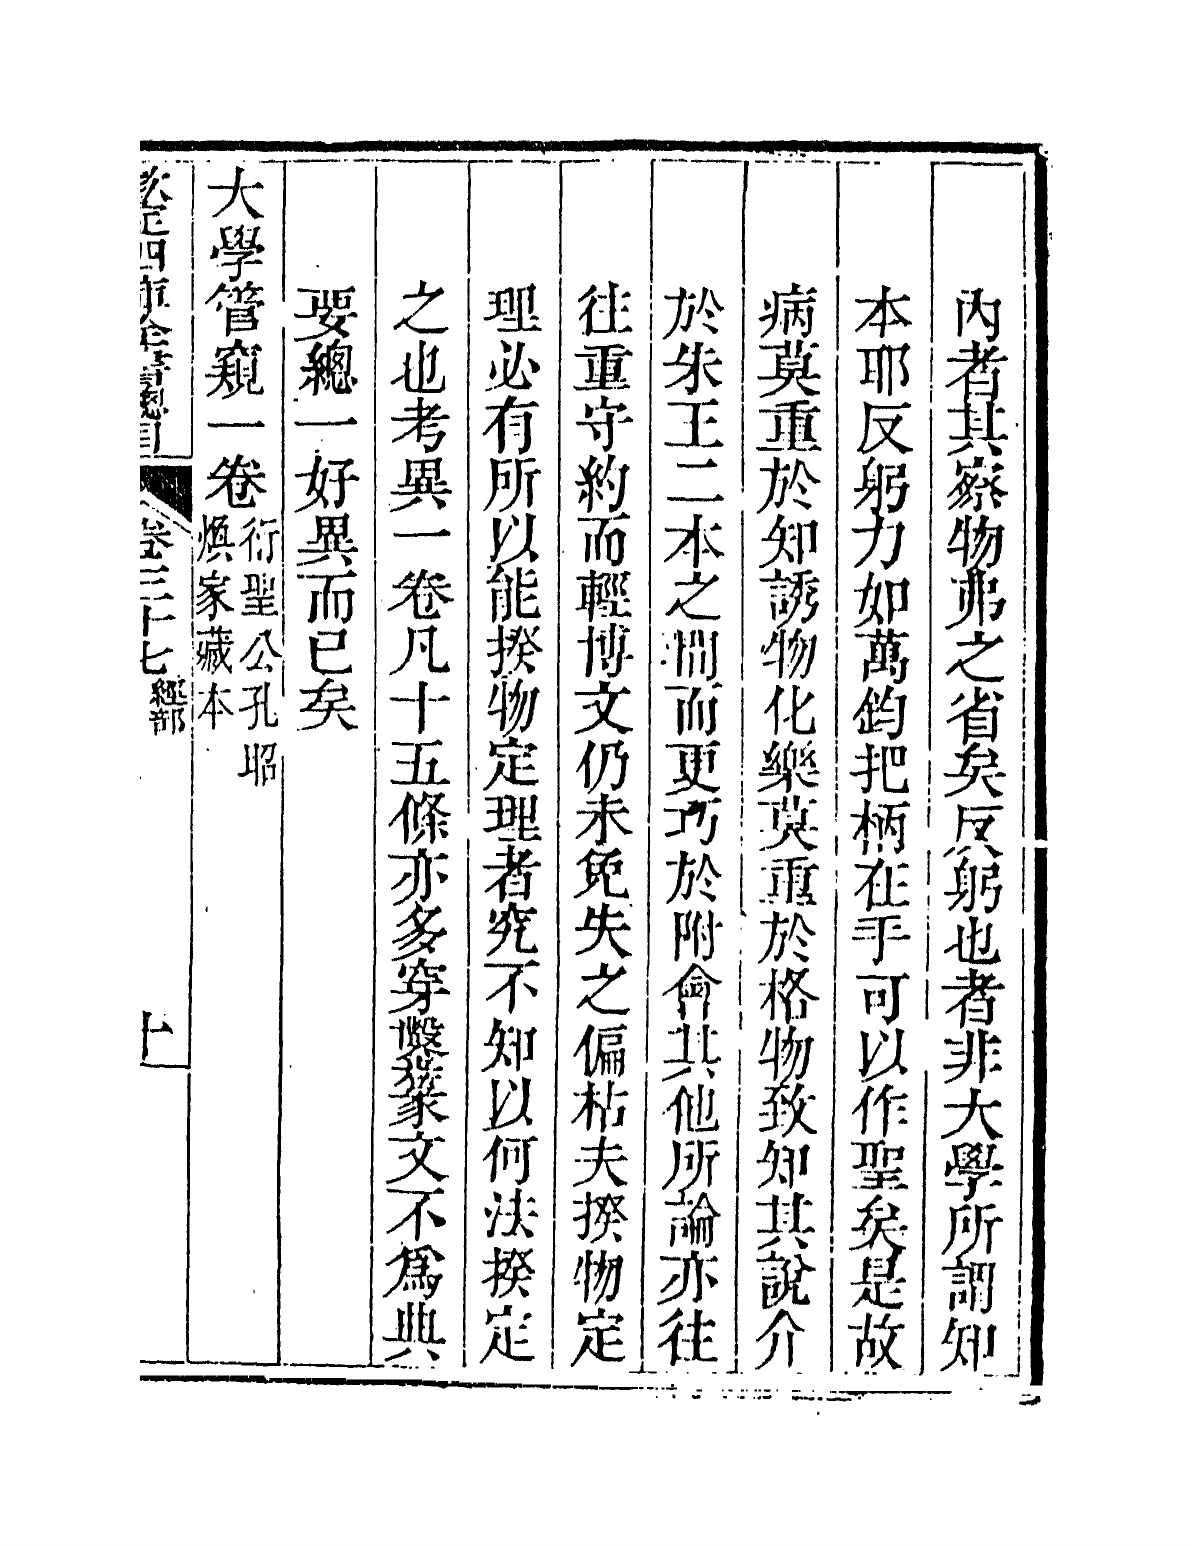 內者其察物弗之省矣反躬也者非大學所謂知
本耶反躬力如萬鈞把柄在手可以作聖矣是故
病莫重於知誘物化樂莫重於格物致知其說介
於朱王二本之間而更巧於附會其他所論亦往
往重守約而輕博文仍未免失之偏枯夫揆物定
理必有所以能揆物定理者究不知以何法揆定
之也考異一卷凡十五條亦多穿鑿篆文不爲典
要總一好異而已矣
大學管窺一卷
衍聖公孔昭
煥家藏本
欽定四庫全書總目
卷三十七
經部
十